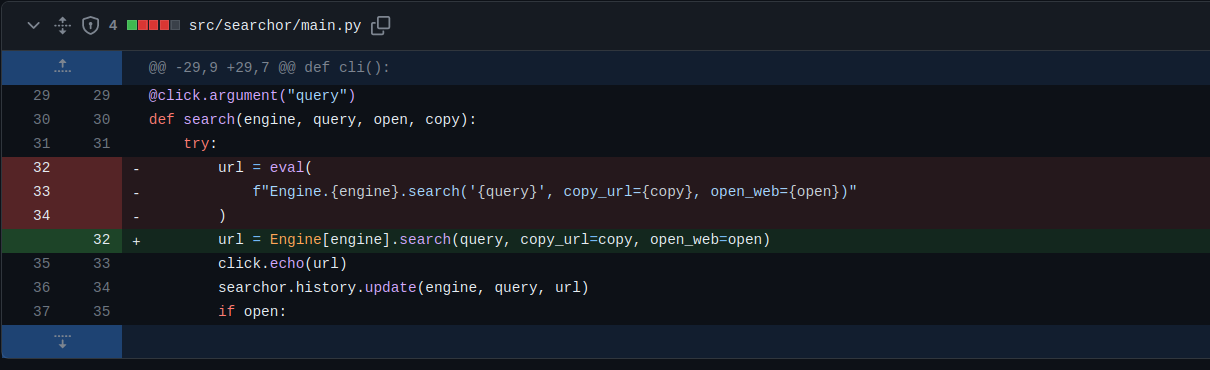 4 src/searchor/main.py
@@ -29,9 +29,7 @@ def cli():
29 29 @click.argument("query")
30 30 def search(engine, query, open, copy):
31 31 try:
32 - url = eval(
33 - f"Engine.{engine}.search('{query}', copy_url={copy}, open_web={open})"
34 - )
32 + url = Engine[engine].search(query, copy_url=copy, open_web=open)
35 33 click.echo(url)
36 34 searchor.history.update(engine, query, url)
37 35 if open: